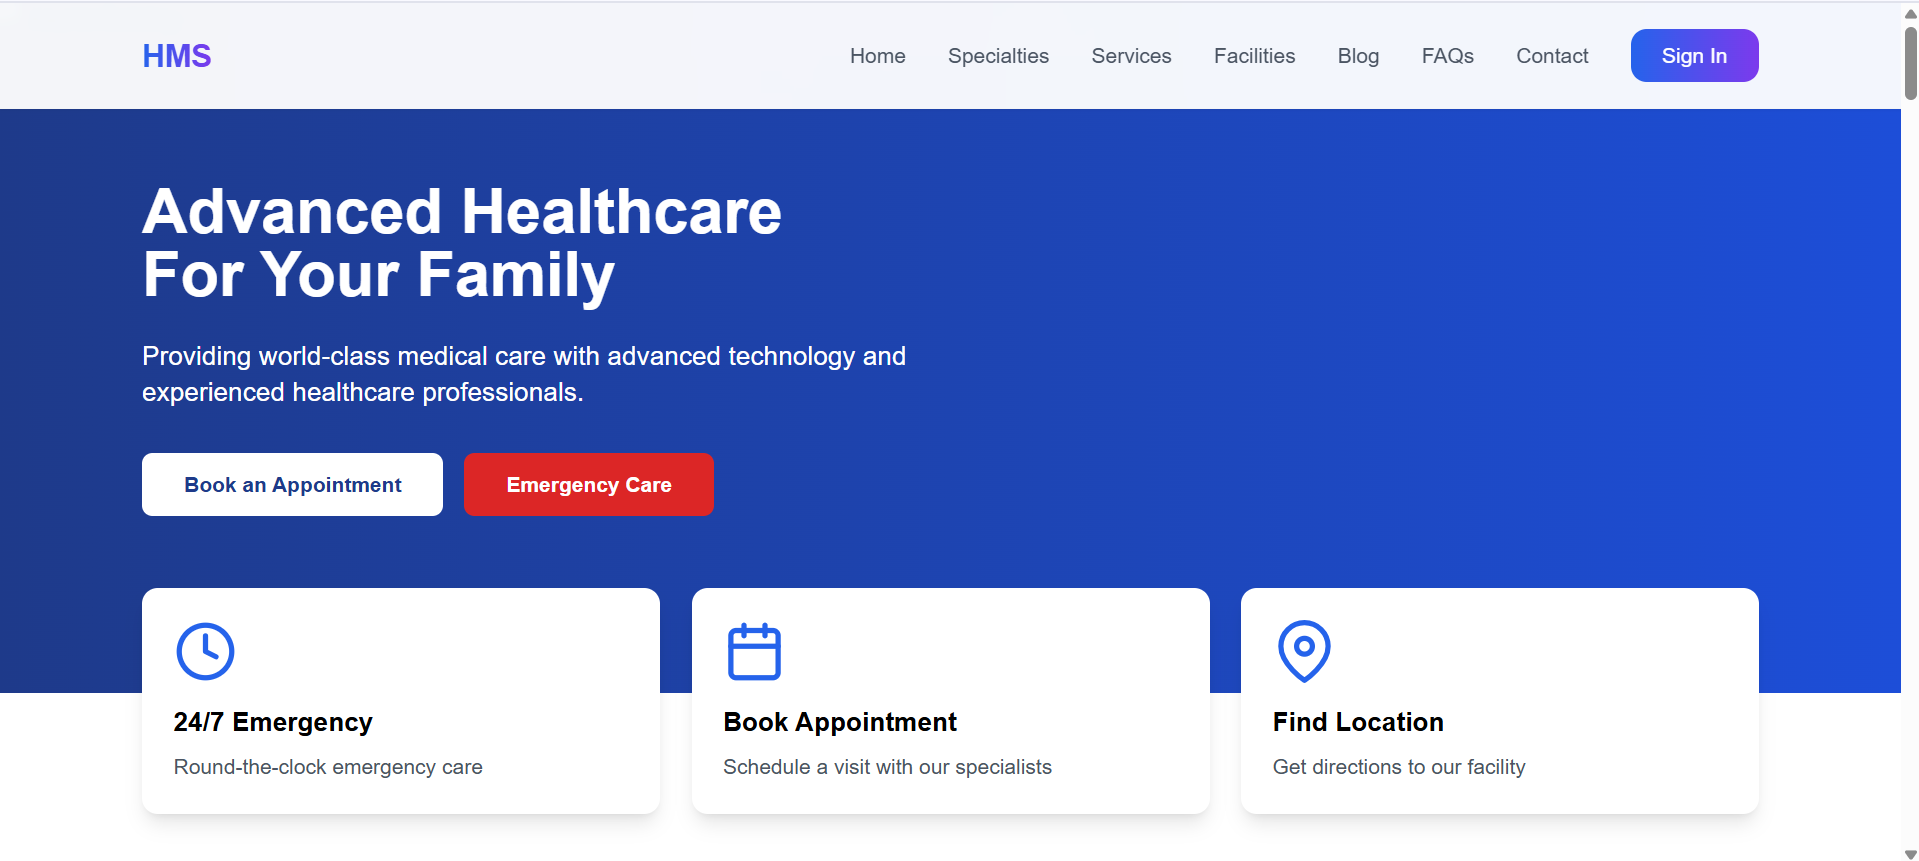 HMS
Home
Specialties
Services
Facilities
Blog
FAQs
Contact
Sign In
Advanced Healthcare
For Your Family
Providing world-class medical care with advanced technology and
experienced healthcare professionals.
Book an Appointment
Emergency Care
24/7 Emergency
Round-the-clock emergency care
Book Appointment
Schedule a visit with our specialists
Find Location
Get directions to our facility